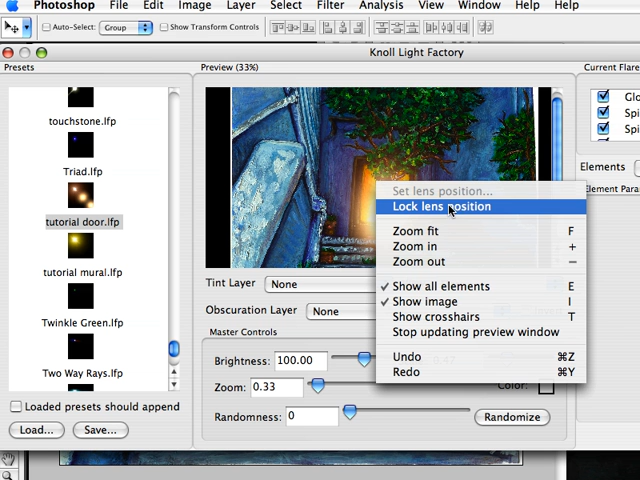 Photoshop File Edit Image Layer Select Filter Analysis View Window Help Help
Auto-Select: Group Show Transform Controls
Knoll Light Factory
Presets
Preview (33%)
Current Flare
touchstone.lfp
Triad.lfp
tutorial door.lfp
tutorial mural.lfp
Twinkle Green.lfp
Two Way Rays.lfp
Loaded presets should append
Load...
Save...
Tint Layer None
Obscuration Layer None
Master Controls
Brightness: 100.00
Zoom: 0.33
Color:
Randomness: 0
Randomize
Set lens position...
Lock lens position
Zoom fit F
Zoom in +
Zoom out –
✓ Show all elements E
✓ Show image I
Show crosshairs T
Stop updating preview window
Undo ⌘Z
Redo ⌘Y
Glo
Spi
Spi
Elements
Element Para